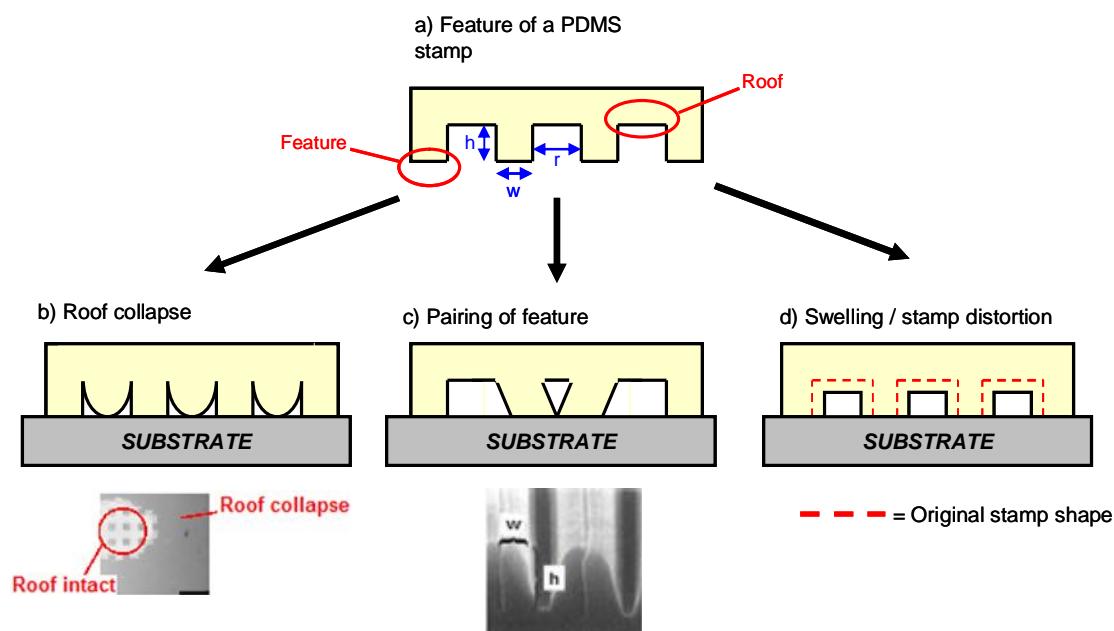 a) Feature of a PDMS
stamp
Roof
Feature
h
r
w
b) Roof collapse
c) Pairing of feature
d) Swelling / stamp distortion
SUBSTRATE
SUBSTRATE
SUBSTRATE
Roof collapse
Roof intact
w
h
= Original stamp shape